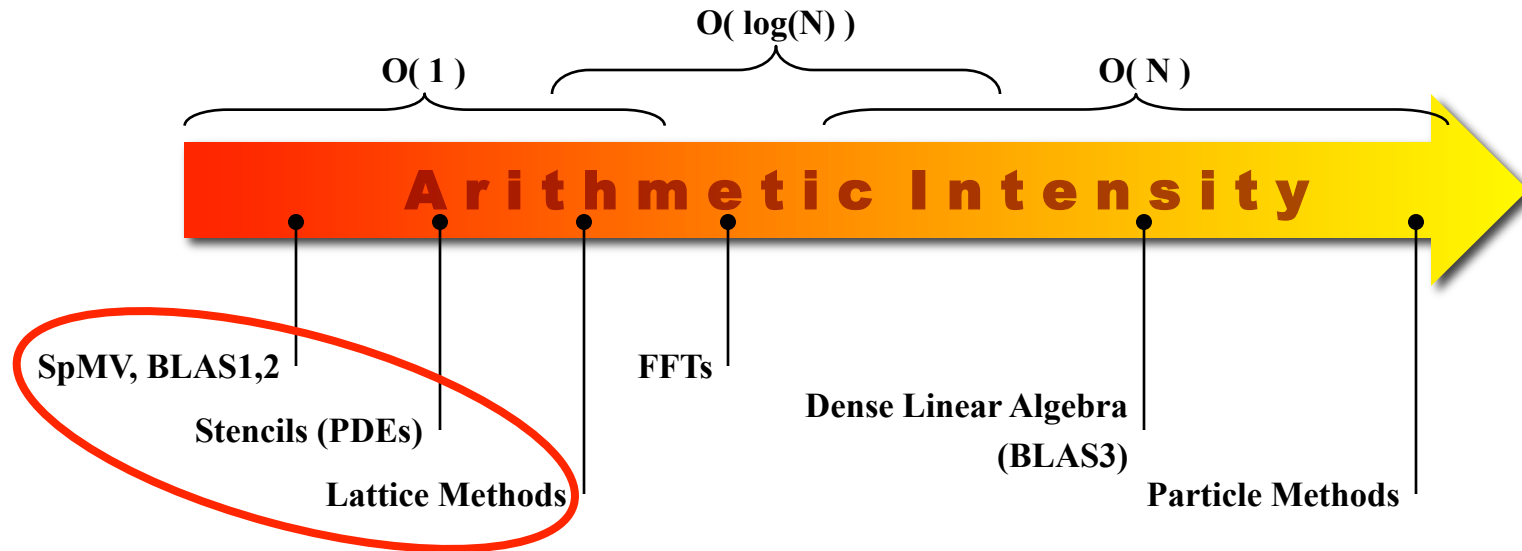 O( log(N) )
O( 1 )
O( N )
Arithmetic Intensity
SpMV, BLAS1,2
FFTs
Dense Linear Algebra
(BLAS3)
Stencils (PDEs)
Lattice Methods
Particle Methods